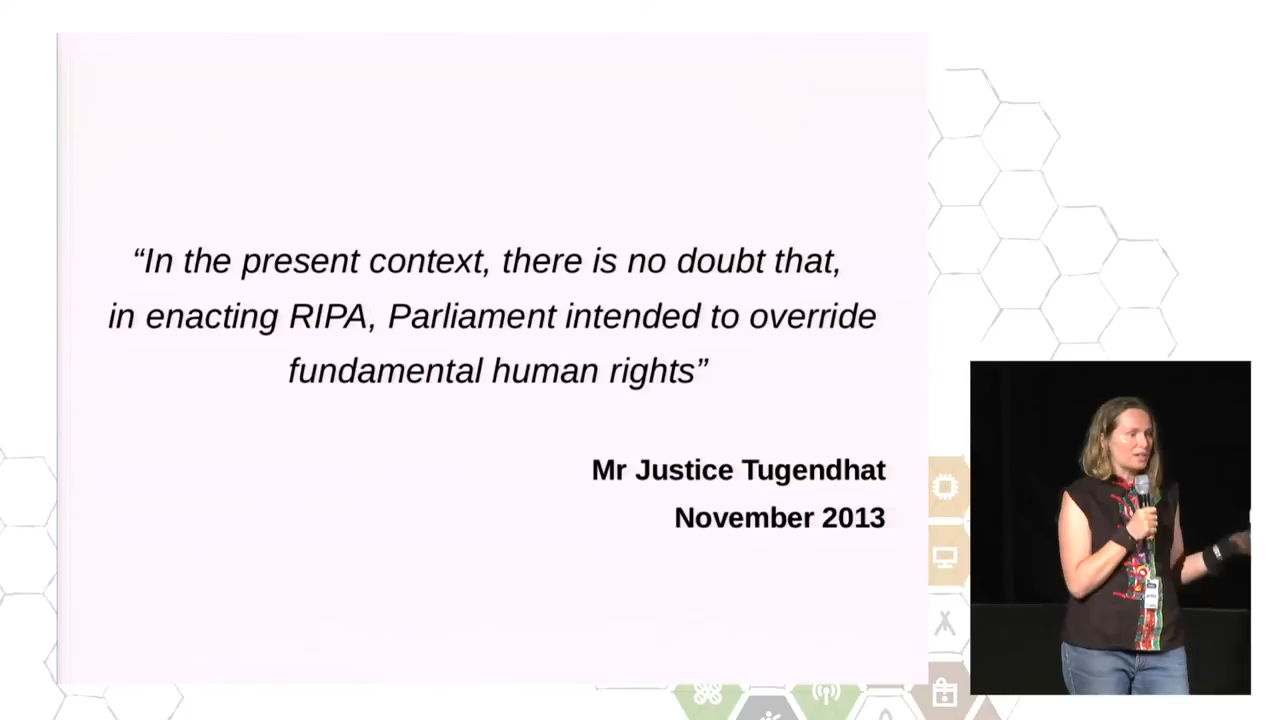 “In the present context, there is no doubt that,
in enacting RIPA, Parliament intended to override
fundamental human rights”
Mr Justice Tugendhat
November 2013